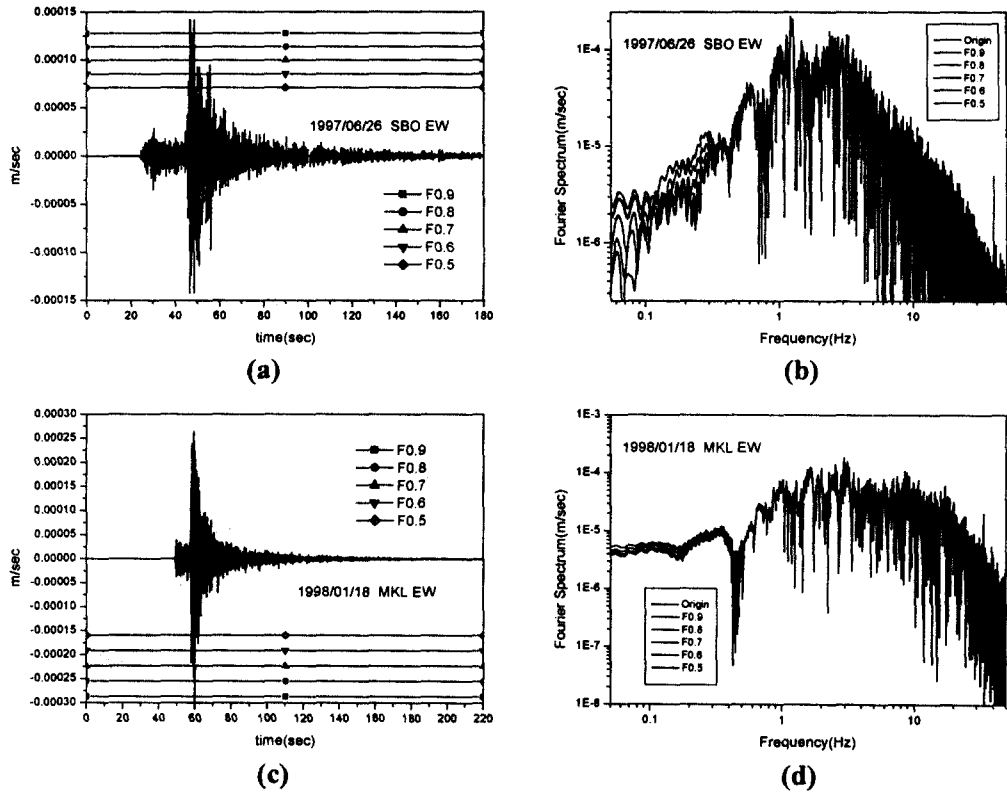 0.00015
0.00010
0.00005
0.00000
-0.00005
-0.00010
-0.00015
m/sec
1997/06/26 SBO EW
F0.9
F0.8
F0.7
F0.6
F0.5
0 20 40 60 80 100 120 140 160 180
time(sec)
(a)
1E-4
1E-5
1E-6
Fourier Spectrum(m/sec)
1997/06/26 SBO EW
Origin
F0.9
F0.8
F0.7
F0.6
F0.5
0.1 1 10
Frequency(Hz)
(b)
0.00030
0.00025
0.00020
0.00015
0.00010
0.00005
0.00000
-0.00005
-0.00010
-0.00015
-0.00020
-0.00025
-0.00030
m/sec
F0.9
F0.8
F0.7
F0.6
F0.5
1998/01/18 MKL EW
0 20 40 60 80 100 120 140 160 180 200 220
time(sec)
(c)
1E-3
1E-4
1E-5
1E-6
1E-7
1E-8
Fourier Spectrum(m/sec)
1998/01/18 MKL EW
Origin
F0.9
F0.8
F0.7
F0.6
F0.5
0.1 1 10
Frequency(Hz)
(d)